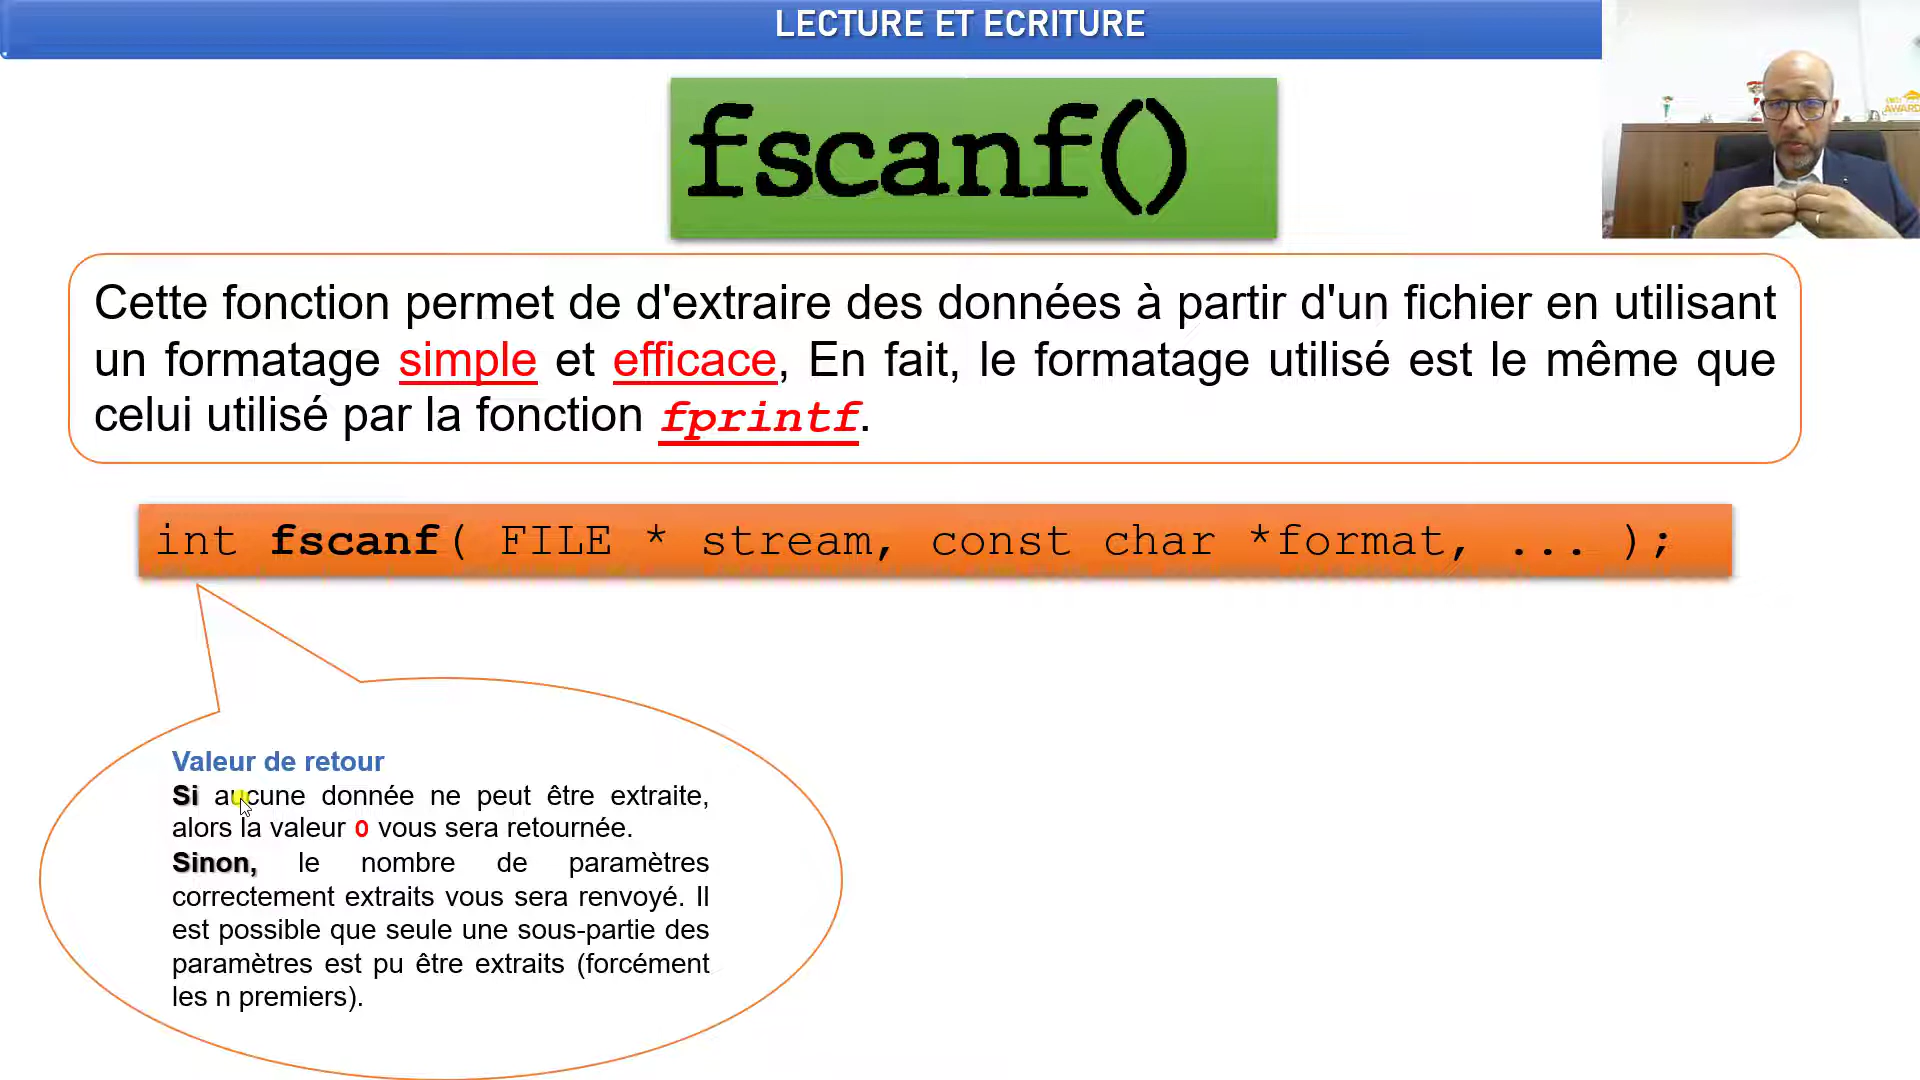 LECTURE ET ECRITURE
AWARD
fscanf()
Cette fonction permet de d'extraire des données à partir d'un fichier en utilisant
un formatage simple et efficace, En fait, le formatage utilisé est le même que
celui utilisé par la fonction fprintf.
int fscanf( FILE * stream, const char *format, ... );
Valeur de retour
Si aucune donnée ne peut être extraite,
alors la valeur 0 vous sera retournée.
Sinon, le nombre de paramètres
correctement extraits vous sera renvoyé. Il
est possible que seule une sous-partie des
paramètres est pu être extraits (forcément
les n premiers).